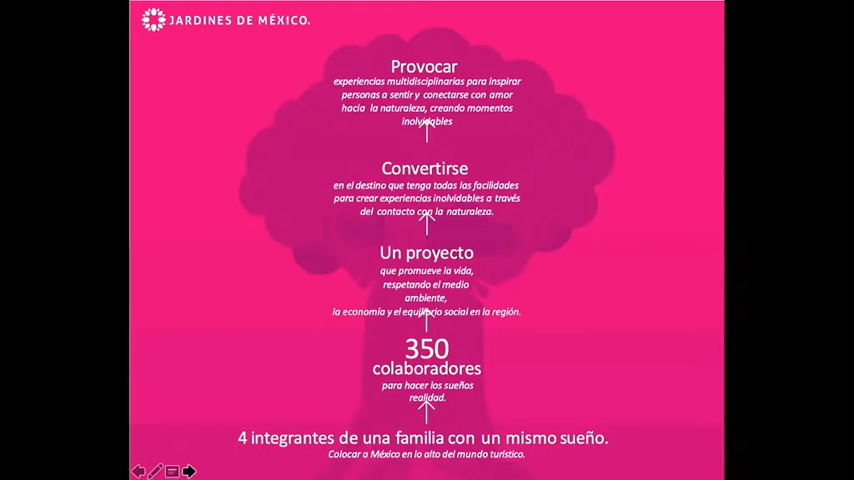 JARDINES DE MÉXICO®
Provocar
experiencias multidisciplinarias para inspirar
personas a sentir y conectarse con amor
hacia la naturaleza, creando momentos
inolvidables
Convertirse
en el destino que tenga todas las facilidades
para crear experiencias inolvidables a través
del contacto con la naturaleza.
Un proyecto
que promueve la vida,
respetando el medio
ambiente,
la economía y el equilibrio social en la región.
350
colaboradores
para hacer los sueños
realidad.
4 integrantes de una familia con un mismo sueño.
Colocar a México en lo alto del mundo turístico.